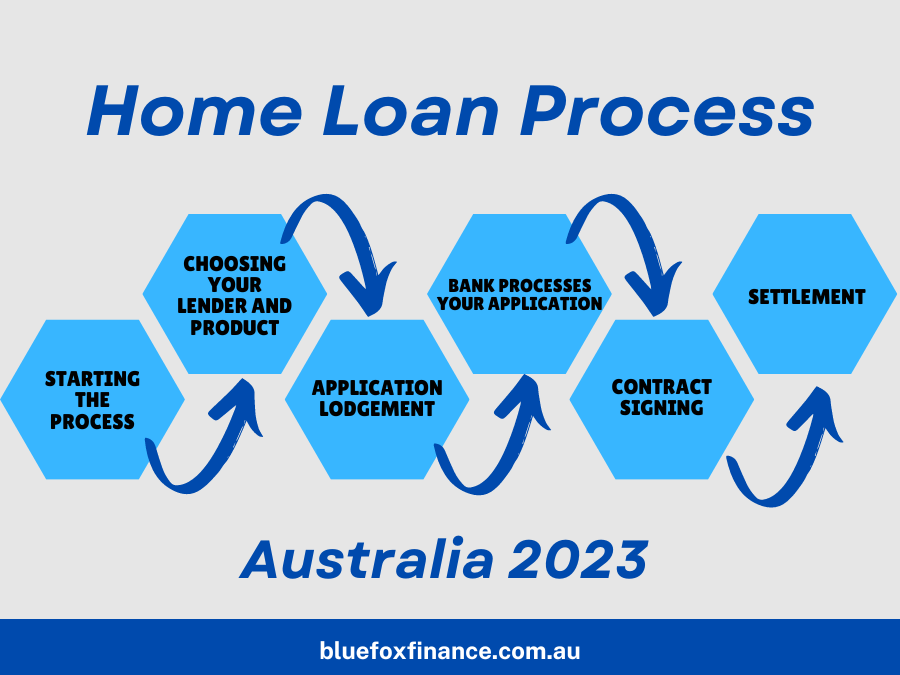 Home Loan Process
STARTING
THE
PROCESS
CHOOSING
YOUR
LENDER AND
PRODUCT
APPLICATION
LODGEMENT
BANK PROCESSES
YOUR APPLICATION
CONTRACT
SIGNING
SETTLEMENT
Australia 2023
bluefoxfinance.com.au